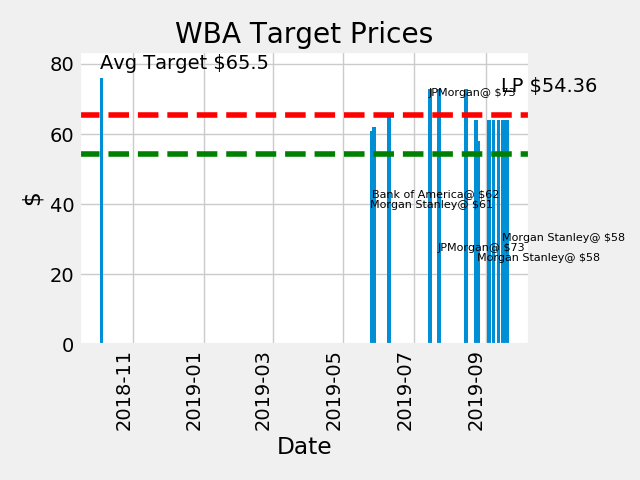 WBA Target Prices
Avg Target $65.5
LP $54.36
JPMorgan@ $73
Bank of America@ $62
Morgan Stanley@ $61
Morgan Stanley@ $58
JPMorgan@ $73
Morgan Stanley@ $58
$
80
60
40
20
0
2018-11
2019-01
2019-03
2019-05
2019-07
2019-09
Date